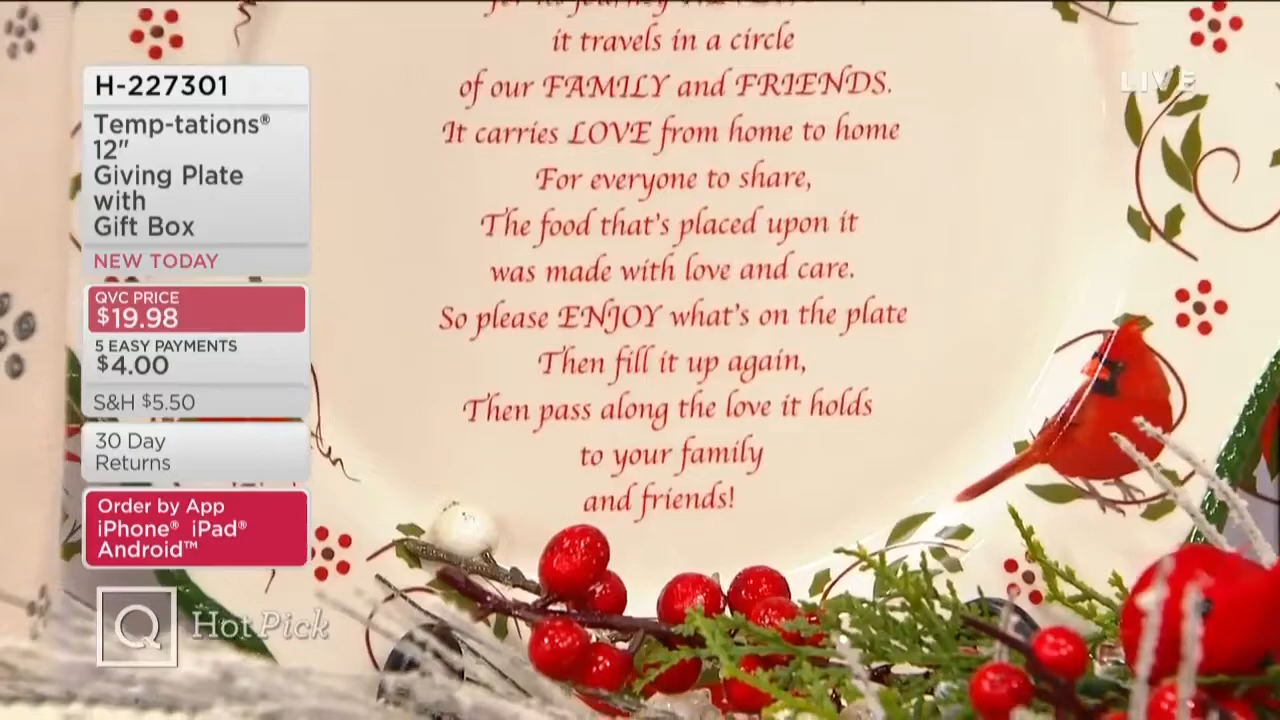 H-227301
Temp-tations®
12"
Giving Plate
with
Gift Box
NEW TODAY
QVC PRICE
$19.98
5 EASY PAYMENTS
$4.00
S&H $5.50
30 Day
Returns
Order by App
iPhone® iPad®
Android™
Q Hot Pick
LIVE
for its journey
it travels in a circle
of our FAMILY and FRIENDS.
It carries LOVE from home to home
For everyone to share,
The food that's placed upon it
was made with love and care.
So please ENJOY what's on the plate
Then fill it up again,
Then pass along the love it holds
to your family
and friends!